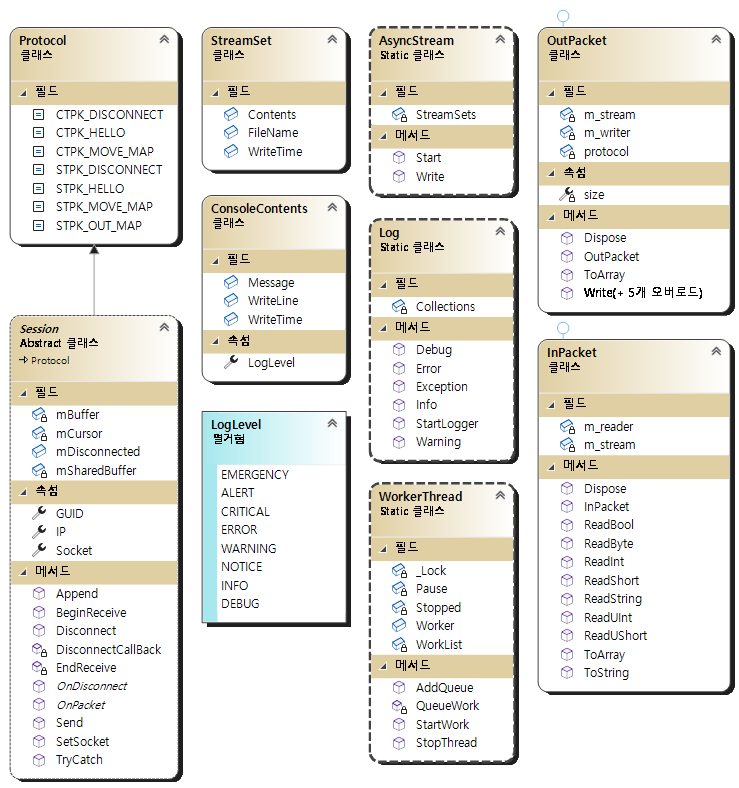 Protocol
클래스
필드
CTPK_DISCONNECT
CTPK_HELLO
CTPK_MOVE_MAP
STPK_DISCONNECT
STPK_HELLO
STPK_MOVE_MAP
STPK_OUT_MAP
Session
Abstract 클래스
Protocol
필드
mBuffer
mCursor
mDisconnected
mSharedBuffer
속성
GUID
IP
Socket
메서드
Append
BeginReceive
Disconnect
DisconnectCallBack
EndReceive
OnDisconnect
OnPacket
Send
SetSocket
TryCatch
StreamSet
클래스
필드
Contents
FileName
WriteTime
ConsoleContents
클래스
필드
Message
WriteLine
WriteTime
속성
LogLevel
LogLevel
열거형
EMERGENCY
ALERT
CRITICAL
ERROR
WARNING
NOTICE
INFO
DEBUG
AsyncStream
Static 클래스
필드
StreamSets
메서드
Start
Write
Log
Static 클래스
필드
Collections
메서드
Debug
Error
Exception
Info
StartLogger
Warning
WorkerThread
Static 클래스
필드
_Lock
Pause
Stopped
Worker
WorkList
메서드
AddQueue
QueueWork
StartWork
StopThread
OutPacket
클래스
필드
m_stream
m_writer
protocol
속성
size
메서드
Dispose
OutPacket
ToArray
Write(+ 5개 오버로드)
InPacket
클래스
필드
m_reader
m_stream
메서드
Dispose
InPacket
ReadBool
ReadByte
ReadInt
ReadShort
ReadString
ReadUInt
ReadUShort
ToArray
ToString